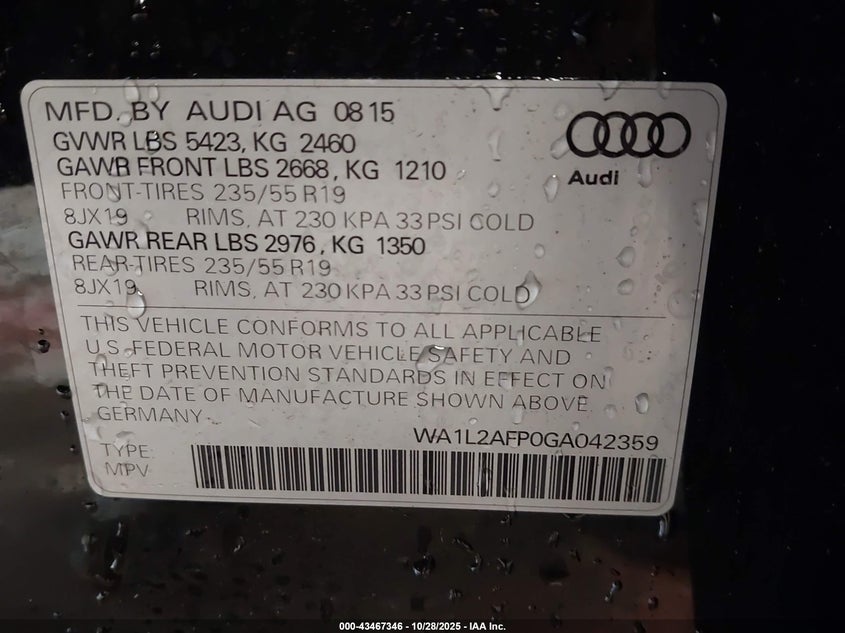 MFD. BY AUDI AG 08 15
GVWR LBS 5423, KG 2460
GAWR FRONT LBS 2668, KG 1210
FRONT-TIRES 235/55 R19
8JX19 RIMS, AT 230 KPA 33 PSI COLD
GAWR REAR LBS 2976, KG 1350
REAR-TIRES 235/55 R19
8JX19 RIMS, AT 230 KPA 33 PSI COLD
Audi
THIS VEHICLE CONFORMS TO ALL APPLICABLE
U.S. FEDERAL MOTOR VEHICLE SAFETY AND
THEFT PREVENTION STANDARDS IN EFFECT ON
THE DATE OF MANUFACTURE SHOWN ABOVE
GERMANY
WA1L2AFP0GA042359
TYPE:
MPV
000-43467346 - 10/28/2025 - IAA Inc.